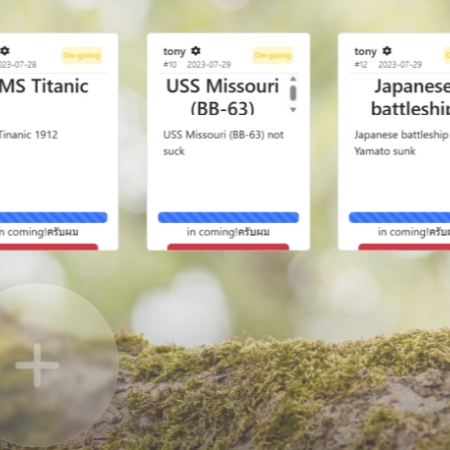 2023-07-28
On-going
MS Titanic
Tinanic 1912
in coming!ครับผม
tony
#10 2023-07-29
On-going
USS Missouri
(BB-63)
USS Missouri (BB-63) not
suck
in coming!ครับผม
tony
#12 2023-07-29
Japanese
battleship
Japanese battleship
Yamato sunk
in coming!ครับผม